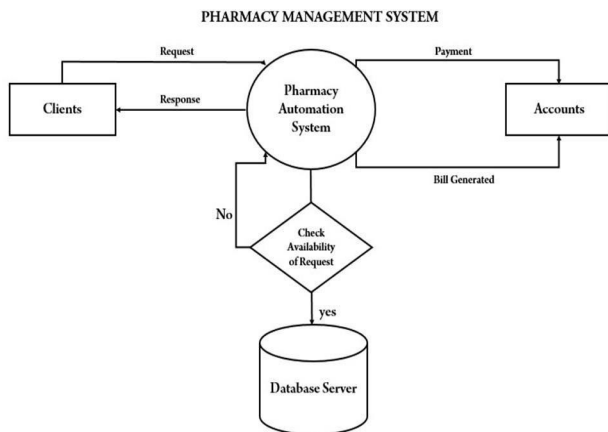 PHARMACY MANAGEMENT SYSTEM
Request
Payment
Clients
Response
Pharmacy
Automation
System
Accounts
Bill Generated
No
Check
Availability
of Request
yes
Database Server